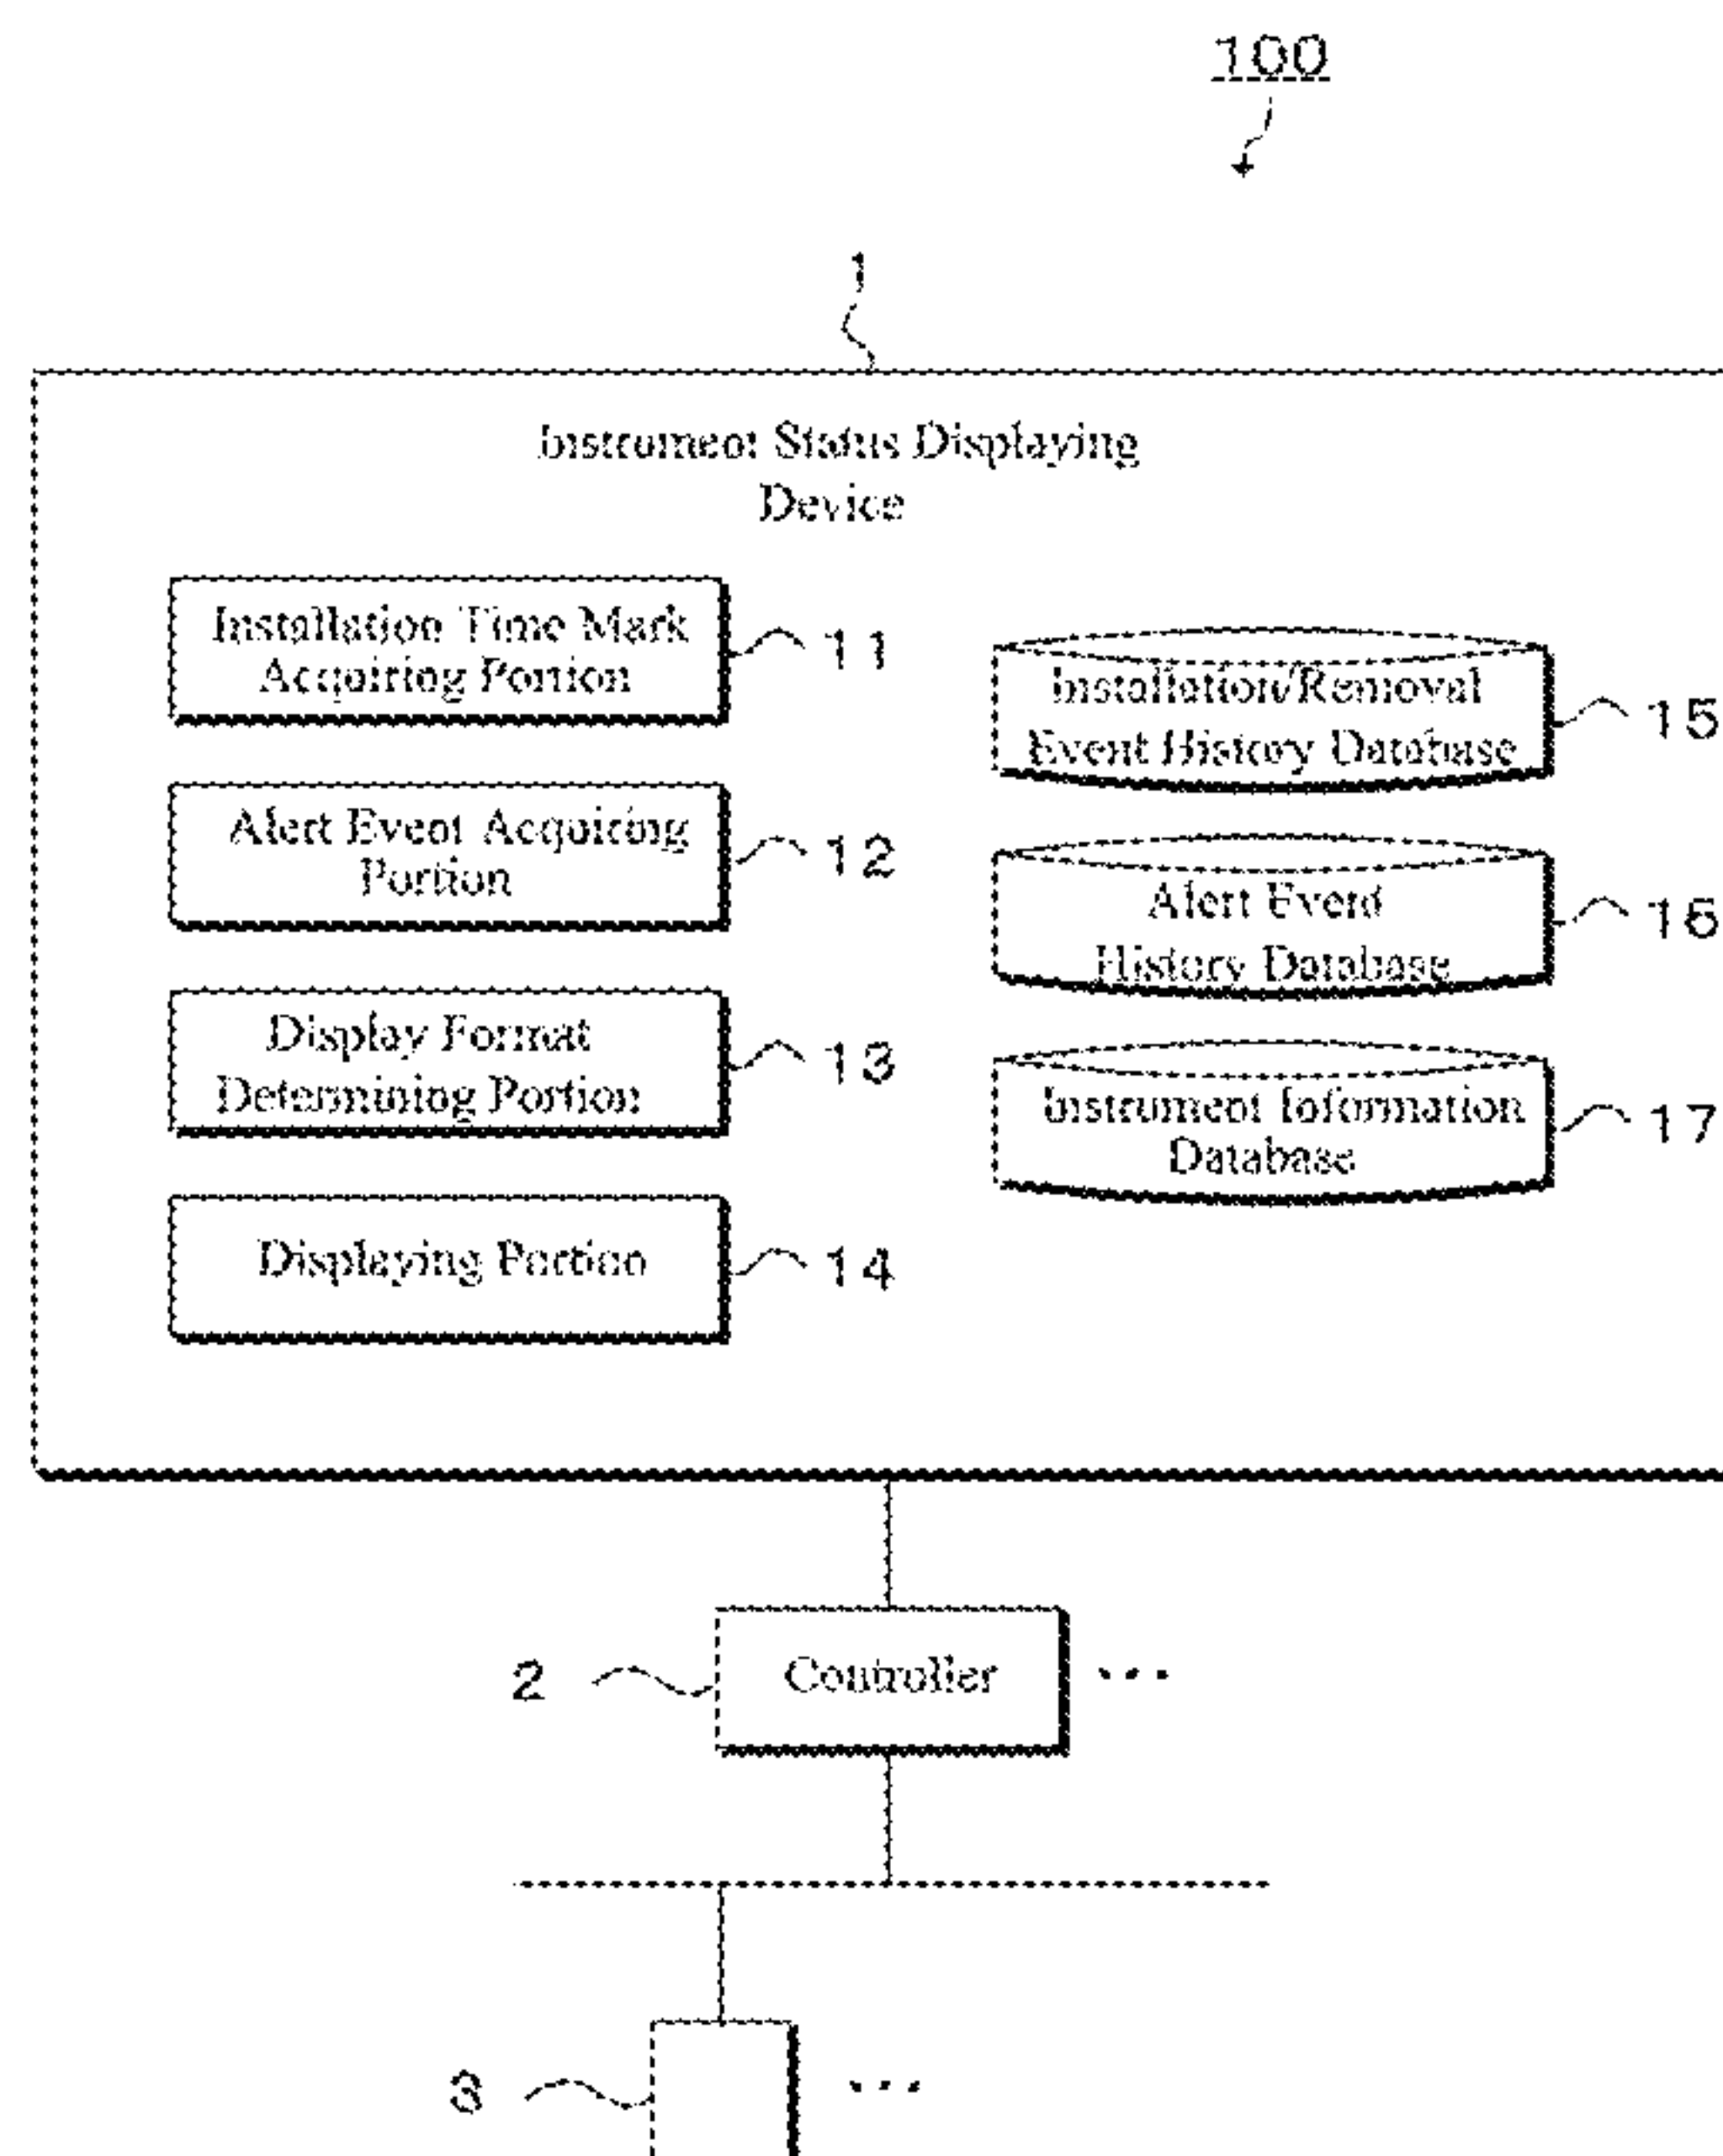 100
1
Instrument Status Displaying
Device
Installation Time Mark
Acquiring Portion
11
Alert Event Acquiring
Portion
12
Display Format
Determining Portion
13
Displaying Portion
14
Installation/Removal
Event History Database
15
Alert Event
History Database
16
Instrument Information
Database
17
2
Controller
...
3
...